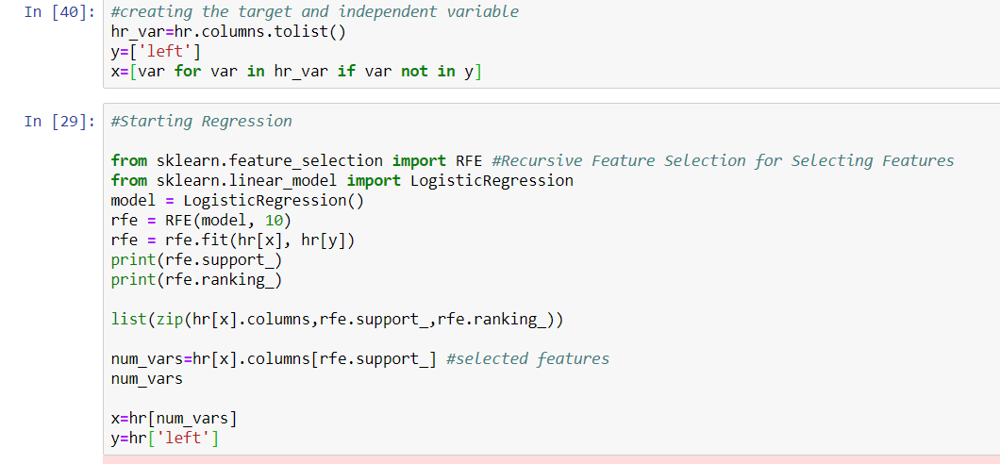 In [40]: #creating the target and independent variable
hr_var=hr.columns.tolist()
y=['left']
x=[var for var in hr_var if var not in y]
In [29]: #Starting Regression
from sklearn.feature_selection import RFE #Recursive Feature Selection for Selecting Features
from sklearn.linear_model import LogisticRegression
model = LogisticRegression()
rfe = RFE(model, 10)
rfe = rfe.fit(hr[x], hr[y])
print(rfe.support_)
print(rfe.ranking_)
list(zip(hr[x].columns,rfe.support_,rfe.ranking_))
num_vars=hr[x].columns[rfe.support_] #selected features
num_vars
x=hr[num_vars]
y=hr['left']